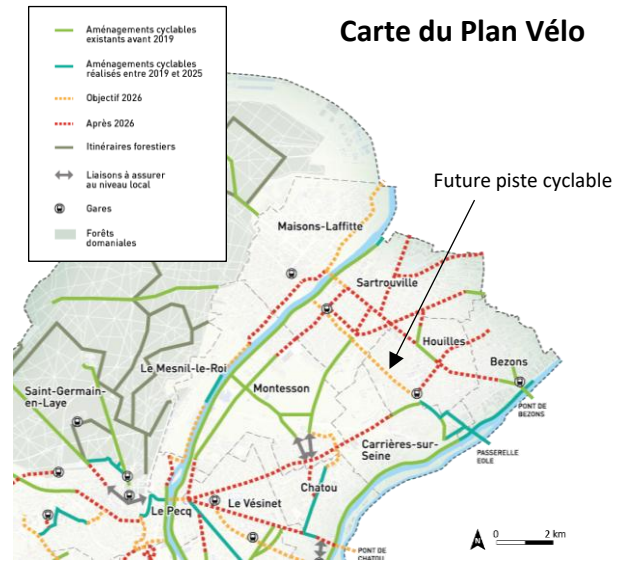 Carte du Plan Vélo
Aménagements cyclables
existants avant 2019
Aménagements cyclables
réalisés entre 2019 et 2025
Objectif 2026
Après 2026
Itinéraires forestiers
Liaisons à assurer
au niveau local
Gares
Forêts
domaniales
Future piste cyclable
Maisons-Laffitte
Sartrouville
Houilles
Bezons
Le Mesnil-le-Roi
Saint-Germain-
en-Laye
Montesson
PONT DE
BEZONS
Carrières-sur-
Seine
PASSERELLE
EOLE
Chatou
Le Vésinet
Le Pecq
PONT DE
CHATOU
N
0 2 km